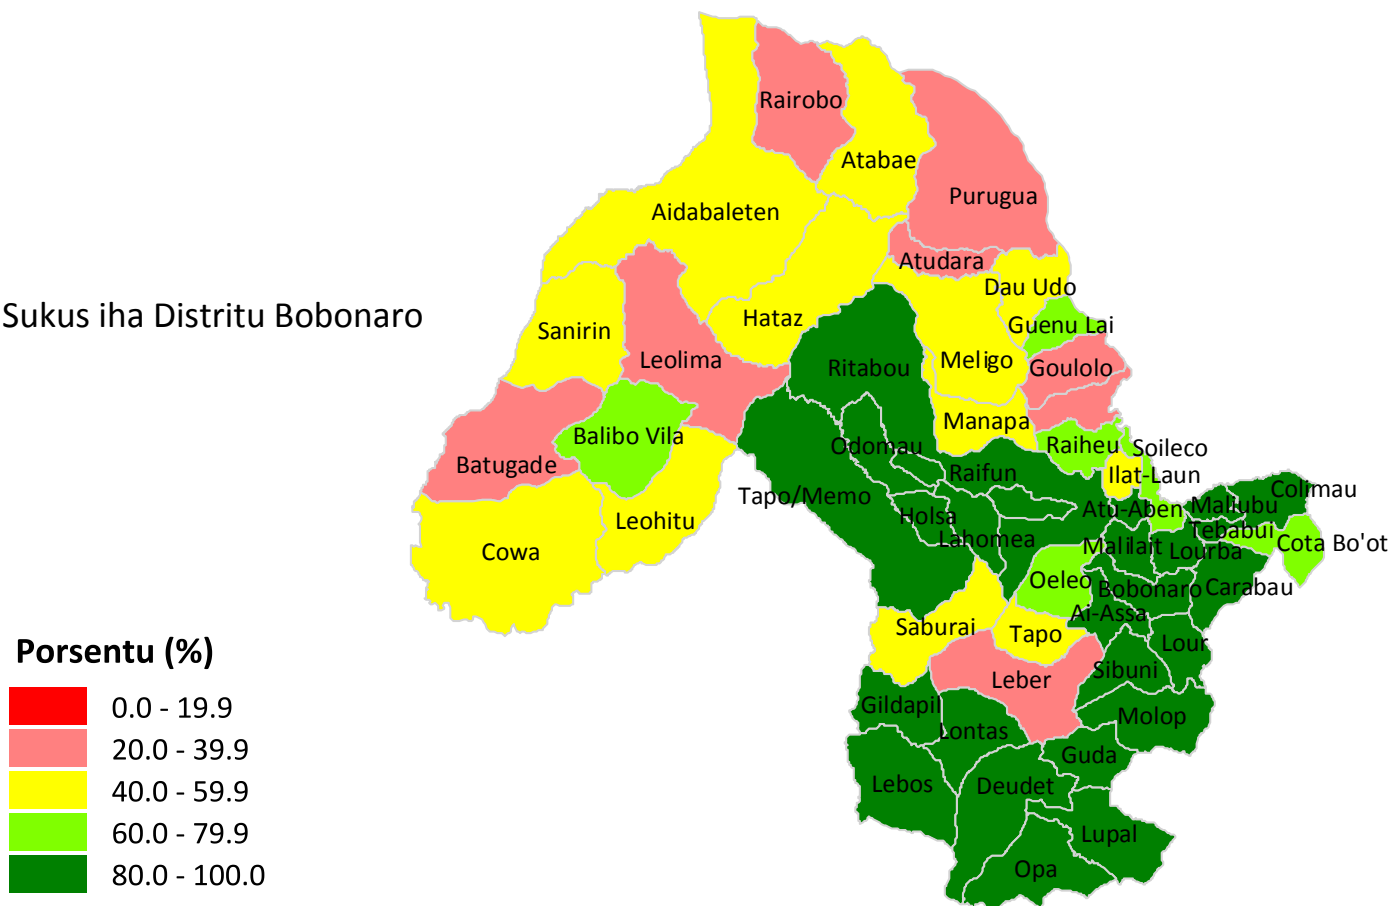 Rairobo
Atabae
Purugua
Aidabaleten
Atudara
Dau Udo
Sukus iha Distritu Bobonaro
Sanirin
Hataz
Guenu Lai
Leolima
Ritabou
Meligo
Goulolo
Manapa
Balibo Vila
Odomau
Raiheu
Soileco
Batugade
Raifun
Ilat-Laun
Tapo/Memo
Colimau
Leohitu
Holsa
Atu-Aben
Maliubu
Tebabui
Cowa
Lahomea
Malilait
Lourba
Cota Bo'ot
Oeleo
Bobonaro
Carabau
Ai-Assa
Saburai
Tapo
Lour
Porsentu (%)
Leber
Sibuni
0.0 - 19.9
Gildapil
Molop
20.0 - 39.9
Lontas
Guda
40.0 - 59.9
Lebos
Deudet
60.0 - 79.9
Lupal
80.0 - 100.0
Opa